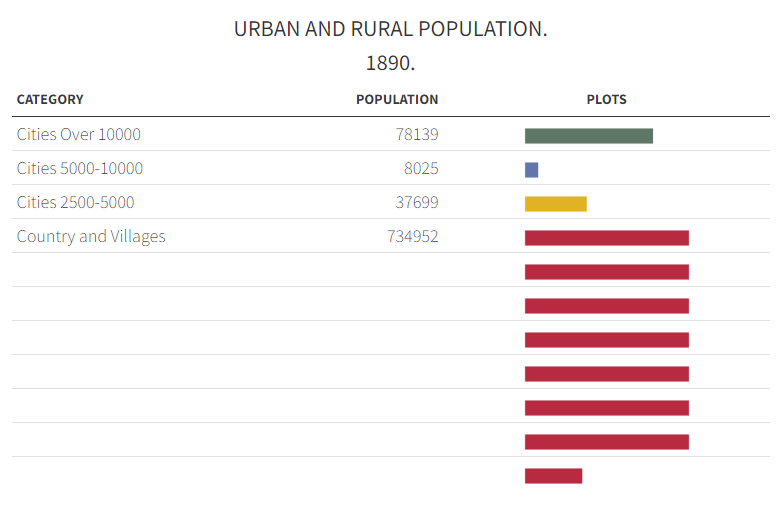 URBAN AND RURAL POPULATION.
1890.
CATEGORY POPULATION PLOTS
Cities Over 10000 78139
Cities 5000-10000 8025
Cities 2500-5000 37699
Country and Villages 734952